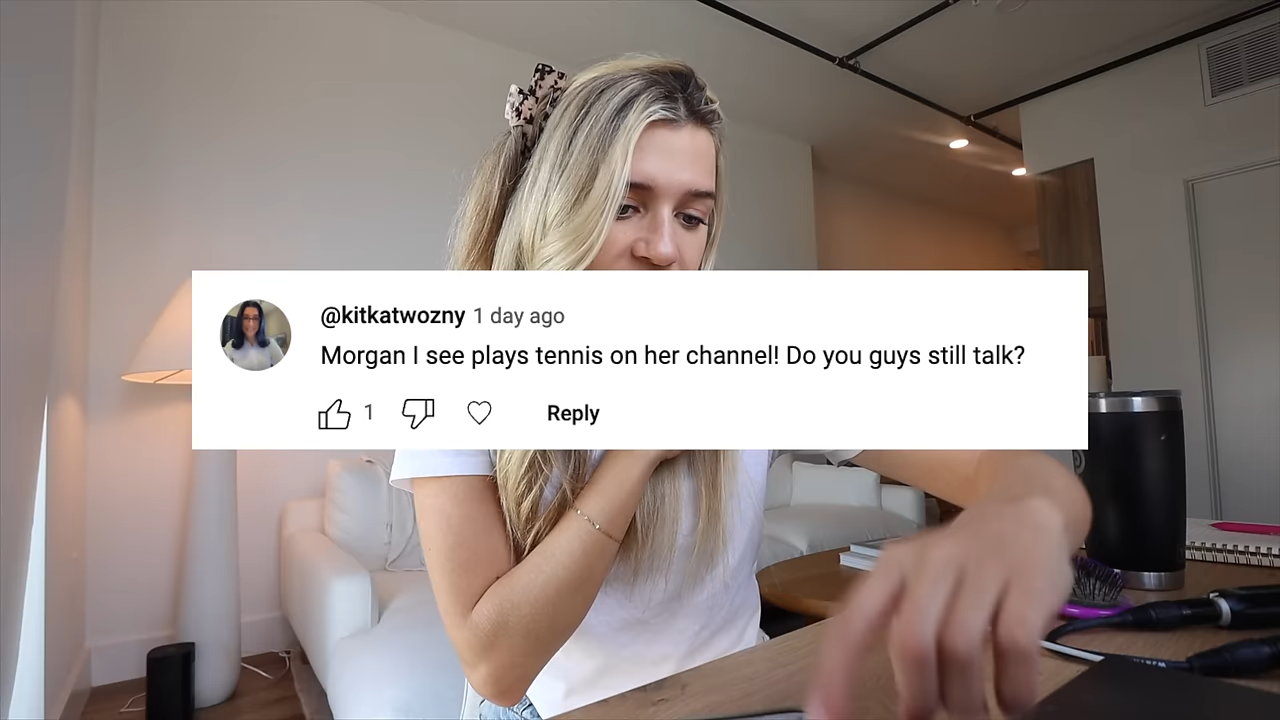 @kitkatwozny 1 day ago
Morgan I see plays tennis on her channel! Do you guys still talk?
1
Reply